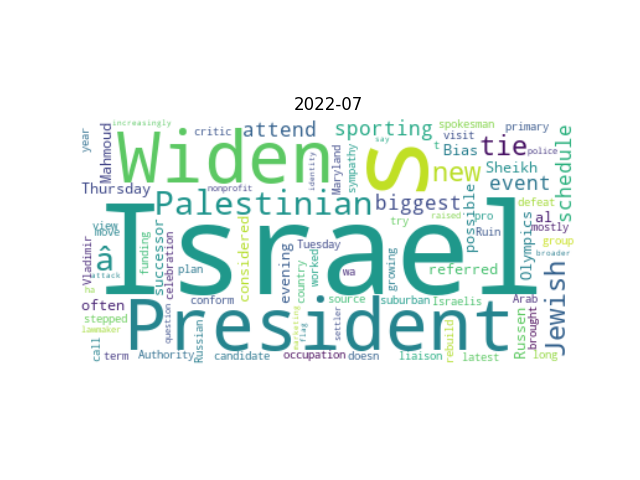 2022-07
increasingly
year
Mahmoud
Widen
critic
attend
sporting
spokesman
primary
S
say
t
tie
police
schedule
identity
Maryland
sympathy
visit
Bias
new
Sheikh
event
Thursday
nonprofit
Palestinian
biggest
possible
raised
pro
defeat
Ruin
al
mostly
group
broader
view
move
Vladimir
â
attack
funding
successor
celebration
Israel
considered
try
Olympics
Tuesday
evening
country
worked
wa
growing
referred
plan
often
conform
source
suburban
Israelis
Arab
brought
Jewish
stepped
lawmaker
question
Russian
President
marketing
flag
settler
rebuild
Russen
call
term
Authority
candidate
occupation
doesn
liaison
latest
long